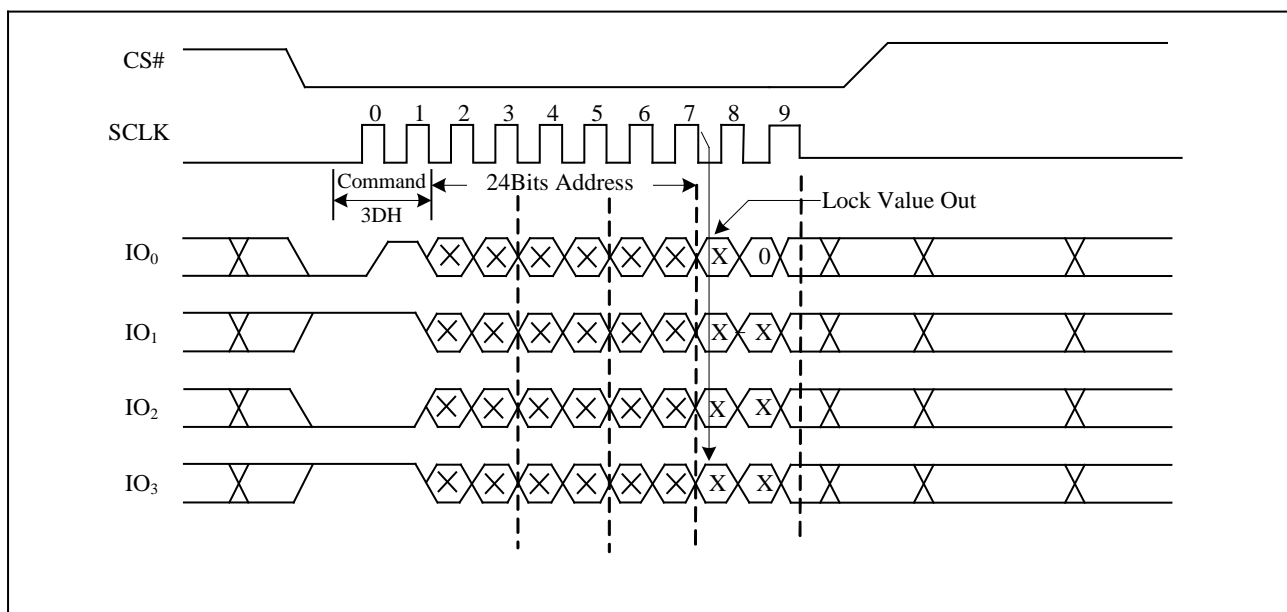 CS#
0 1 2 3 4 5 6 7 8 9
SCLK
Command
24Bits Address
3DH
Lock Value Out
IO₀
X 0
IO₁
X - X
IO₂
X X
IO₃
X X